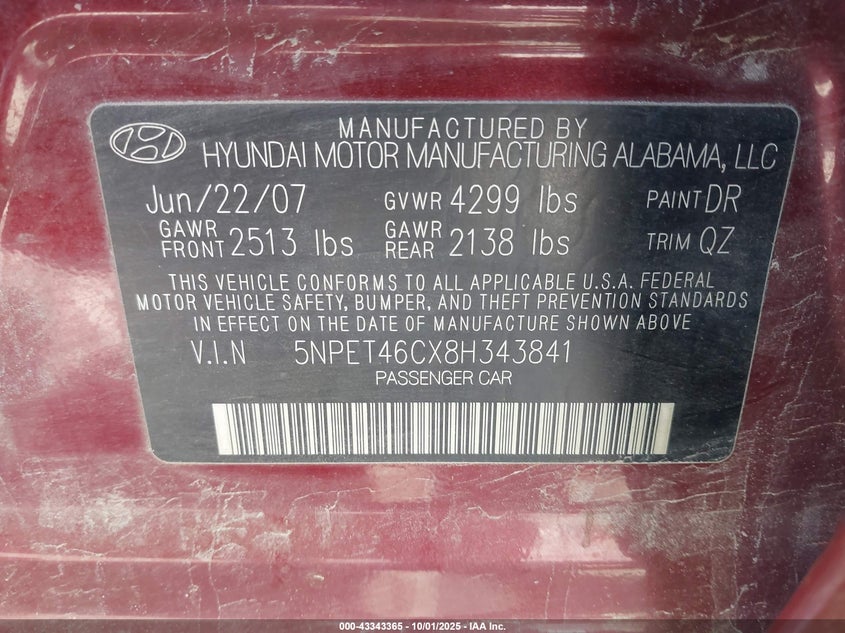 MANUFACTURED BY
HYUNDAI MOTOR MANUFACTURING ALABAMA, LLC
Jun/22/07 GVWR 4299 lbs PAINT DR
GAWR FRONT 2513 lbs GAWR REAR 2138 lbs TRIM QZ
THIS VEHICLE CONFORMS TO ALL APPLICABLE U.S.A. FEDERAL
MOTOR VEHICLE SAFETY, BUMPER, AND THEFT PREVENTION STANDARDS
IN EFFECT ON THE DATE OF MANUFACTURE SHOWN ABOVE
V.I.N 5NPET46CX8H343841
PASSENGER CAR
000-43343365 - 10/01/2025 - IAA Inc.